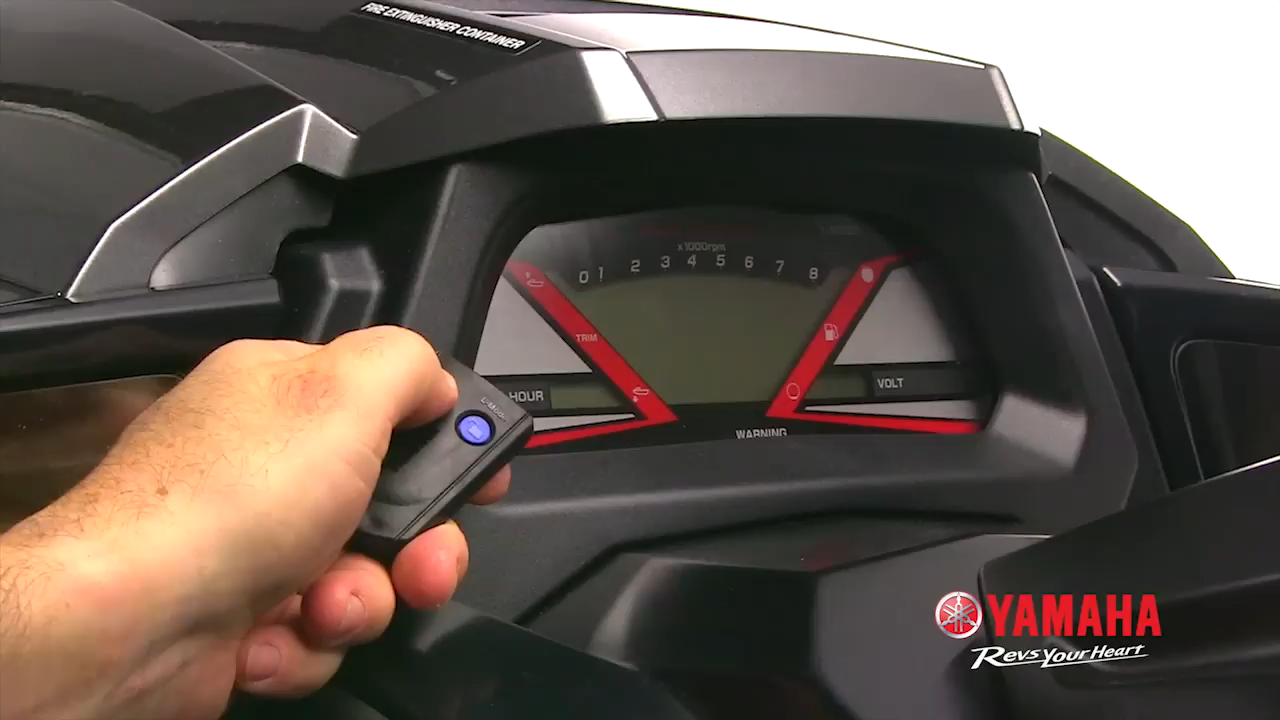 FIRE EXTINGUISHER CONTAINER
x1000rpm
0 1 2 3 4 5 6 7 8
TRIM
HOUR
VOLT
WARNING
YAMAHA
Revs Your Heart